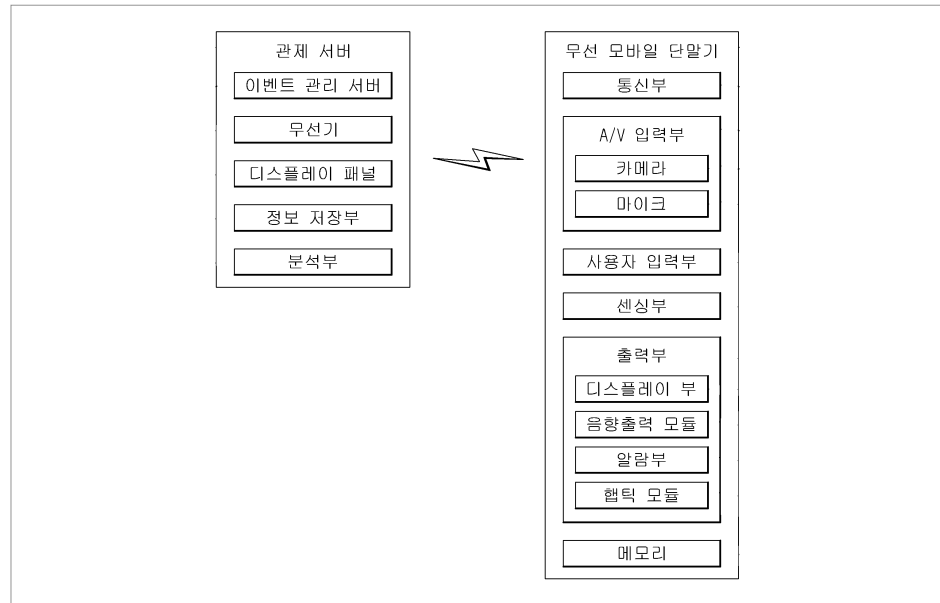 관제 서버
이벤트 관리 서버
무선기
디스플레이 패널
정보 저장부
분석부
무선 모바일 단말기
통신부
A/V 입력부
카메라
마이크
사용자 입력부
센싱부
출력부
디스플레이 부
음향출력 모듈
알람부
햅틱 모듈
메모리